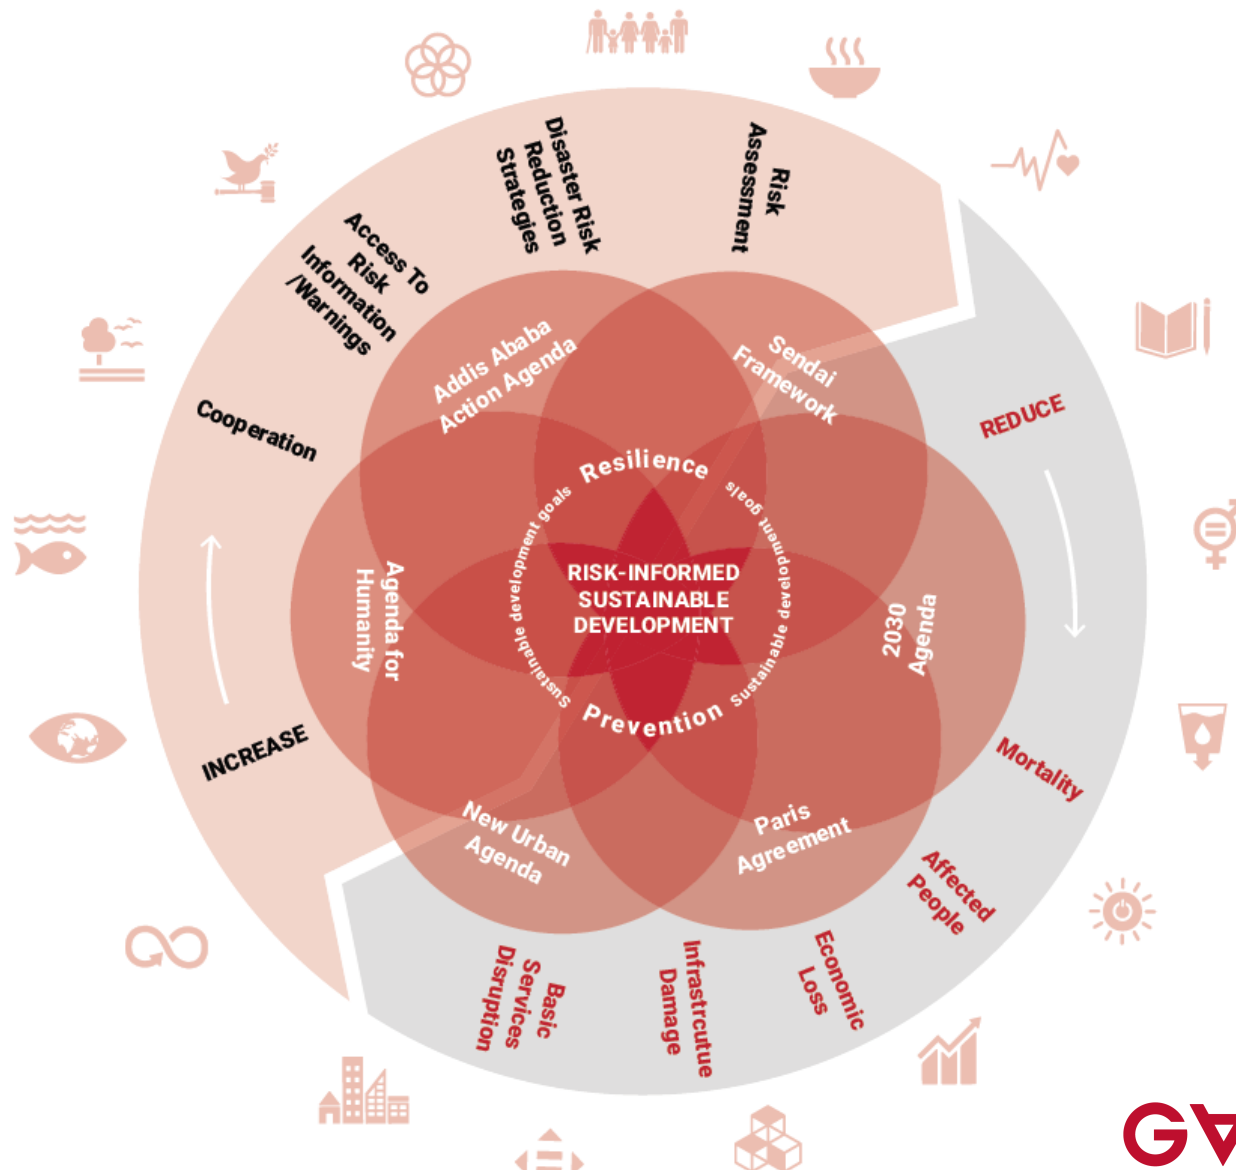 Disaster Risk
Reduction
Strategies
Risk
Assessment
Access To
Risk
Information
/Warnings
Cooperation
INCREASE
REDUCE
Mortality
Affected
People
Economic
Loss
Infrastrcutue
Damage
Basic
Services
Disruption
Addis Ababa
Action Agenda
Sendai
Framework
Agenda for
Humanity
2030
Agenda
New Urban
Agenda
Paris
Agreement
Resilience
Sustainable development goals
Sustainable development goals
RISK-INFORMED
SUSTAINABLE
DEVELOPMENT
Prevention